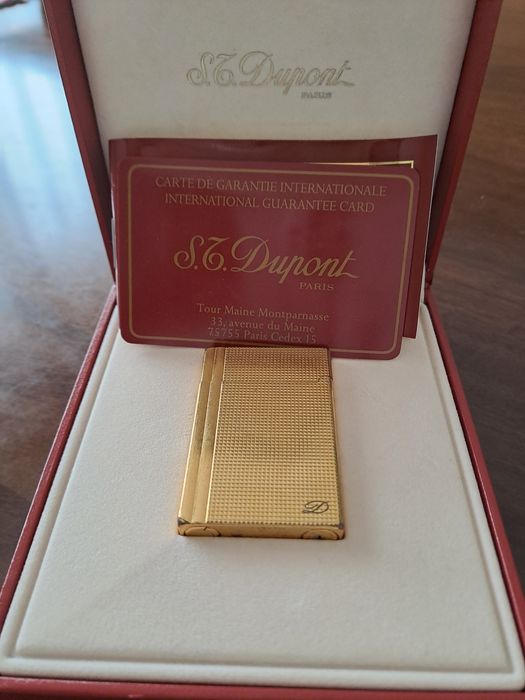 S.T. Dupont
PARIS
CARTE DE GARANTIE INTERNATIONALE
INTERNATIONAL GUARANTEE CARD
S.T. Dupont
PARIS
Tour Maine Montparnasse
33, avenue du Maine
75755 Paris Cedex 15
D